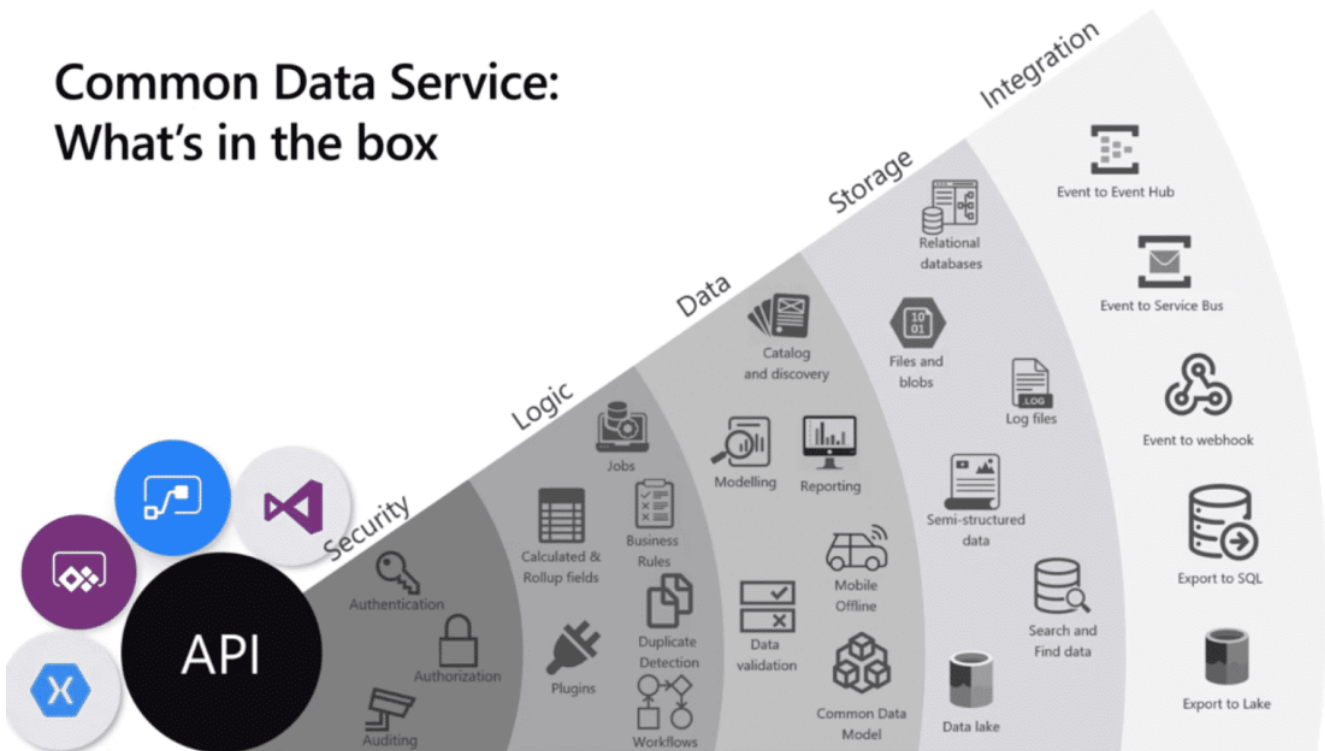 Common Data Service:
What's in the box
API
Security
Authentication
Authorization
Auditing
Logic
Jobs
Calculated &
Rollup fields
Business
Rules
Plugins
Duplicate
Detection
Workflows
Data
Catalog
and discovery
Modelling
Reporting
Mobile
Offline
Data
validation
Common Data
Model
Storage
Relational
databases
Files and
blobs
10
01
.LOG
Log files
Semi-structured
data
Search and
Find data
Data lake
Integration
Event to Event Hub
Event to Service Bus
Event to webhook
Export to SQL
Export to Lake